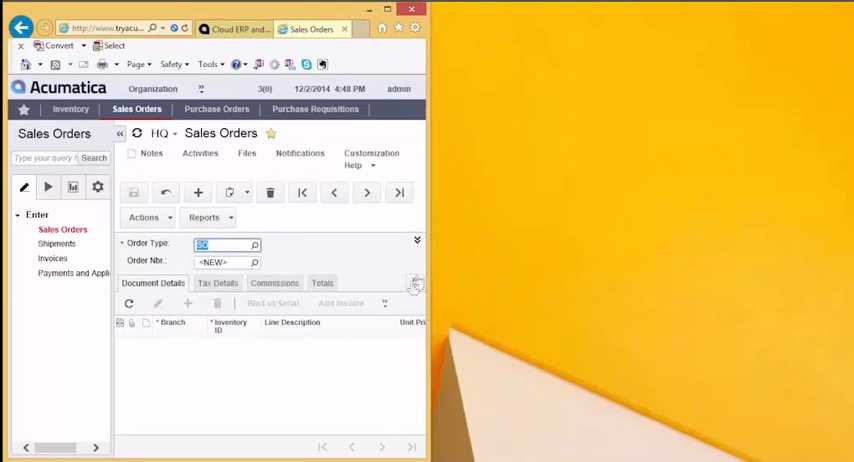 http://www.tryacu...
Cloud ERP and...
Sales Orders
Convert
Select
Page
Safety
Tools
Acumatica
Organization
3(0)
12/2/2014 4:48 PM
admin
Inventory
Sales Orders
Purchase Orders
Purchase Requisitions
Sales Orders
HQ
Sales Orders
Type your query h
Search
Notes
Activities
Files
Notifications
Customization
Help
Actions
Reports
Enter
Sales Orders
Shipments
Invoices
Payments and Appli
Order Type:
SO
Order Nbr.:
<NEW>
Document Details
Tax Details
Commissions
Totals
Bin/Lot/Serial
Add Invoice
* Branch
* Inventory
ID
Line Description
Unit Pri